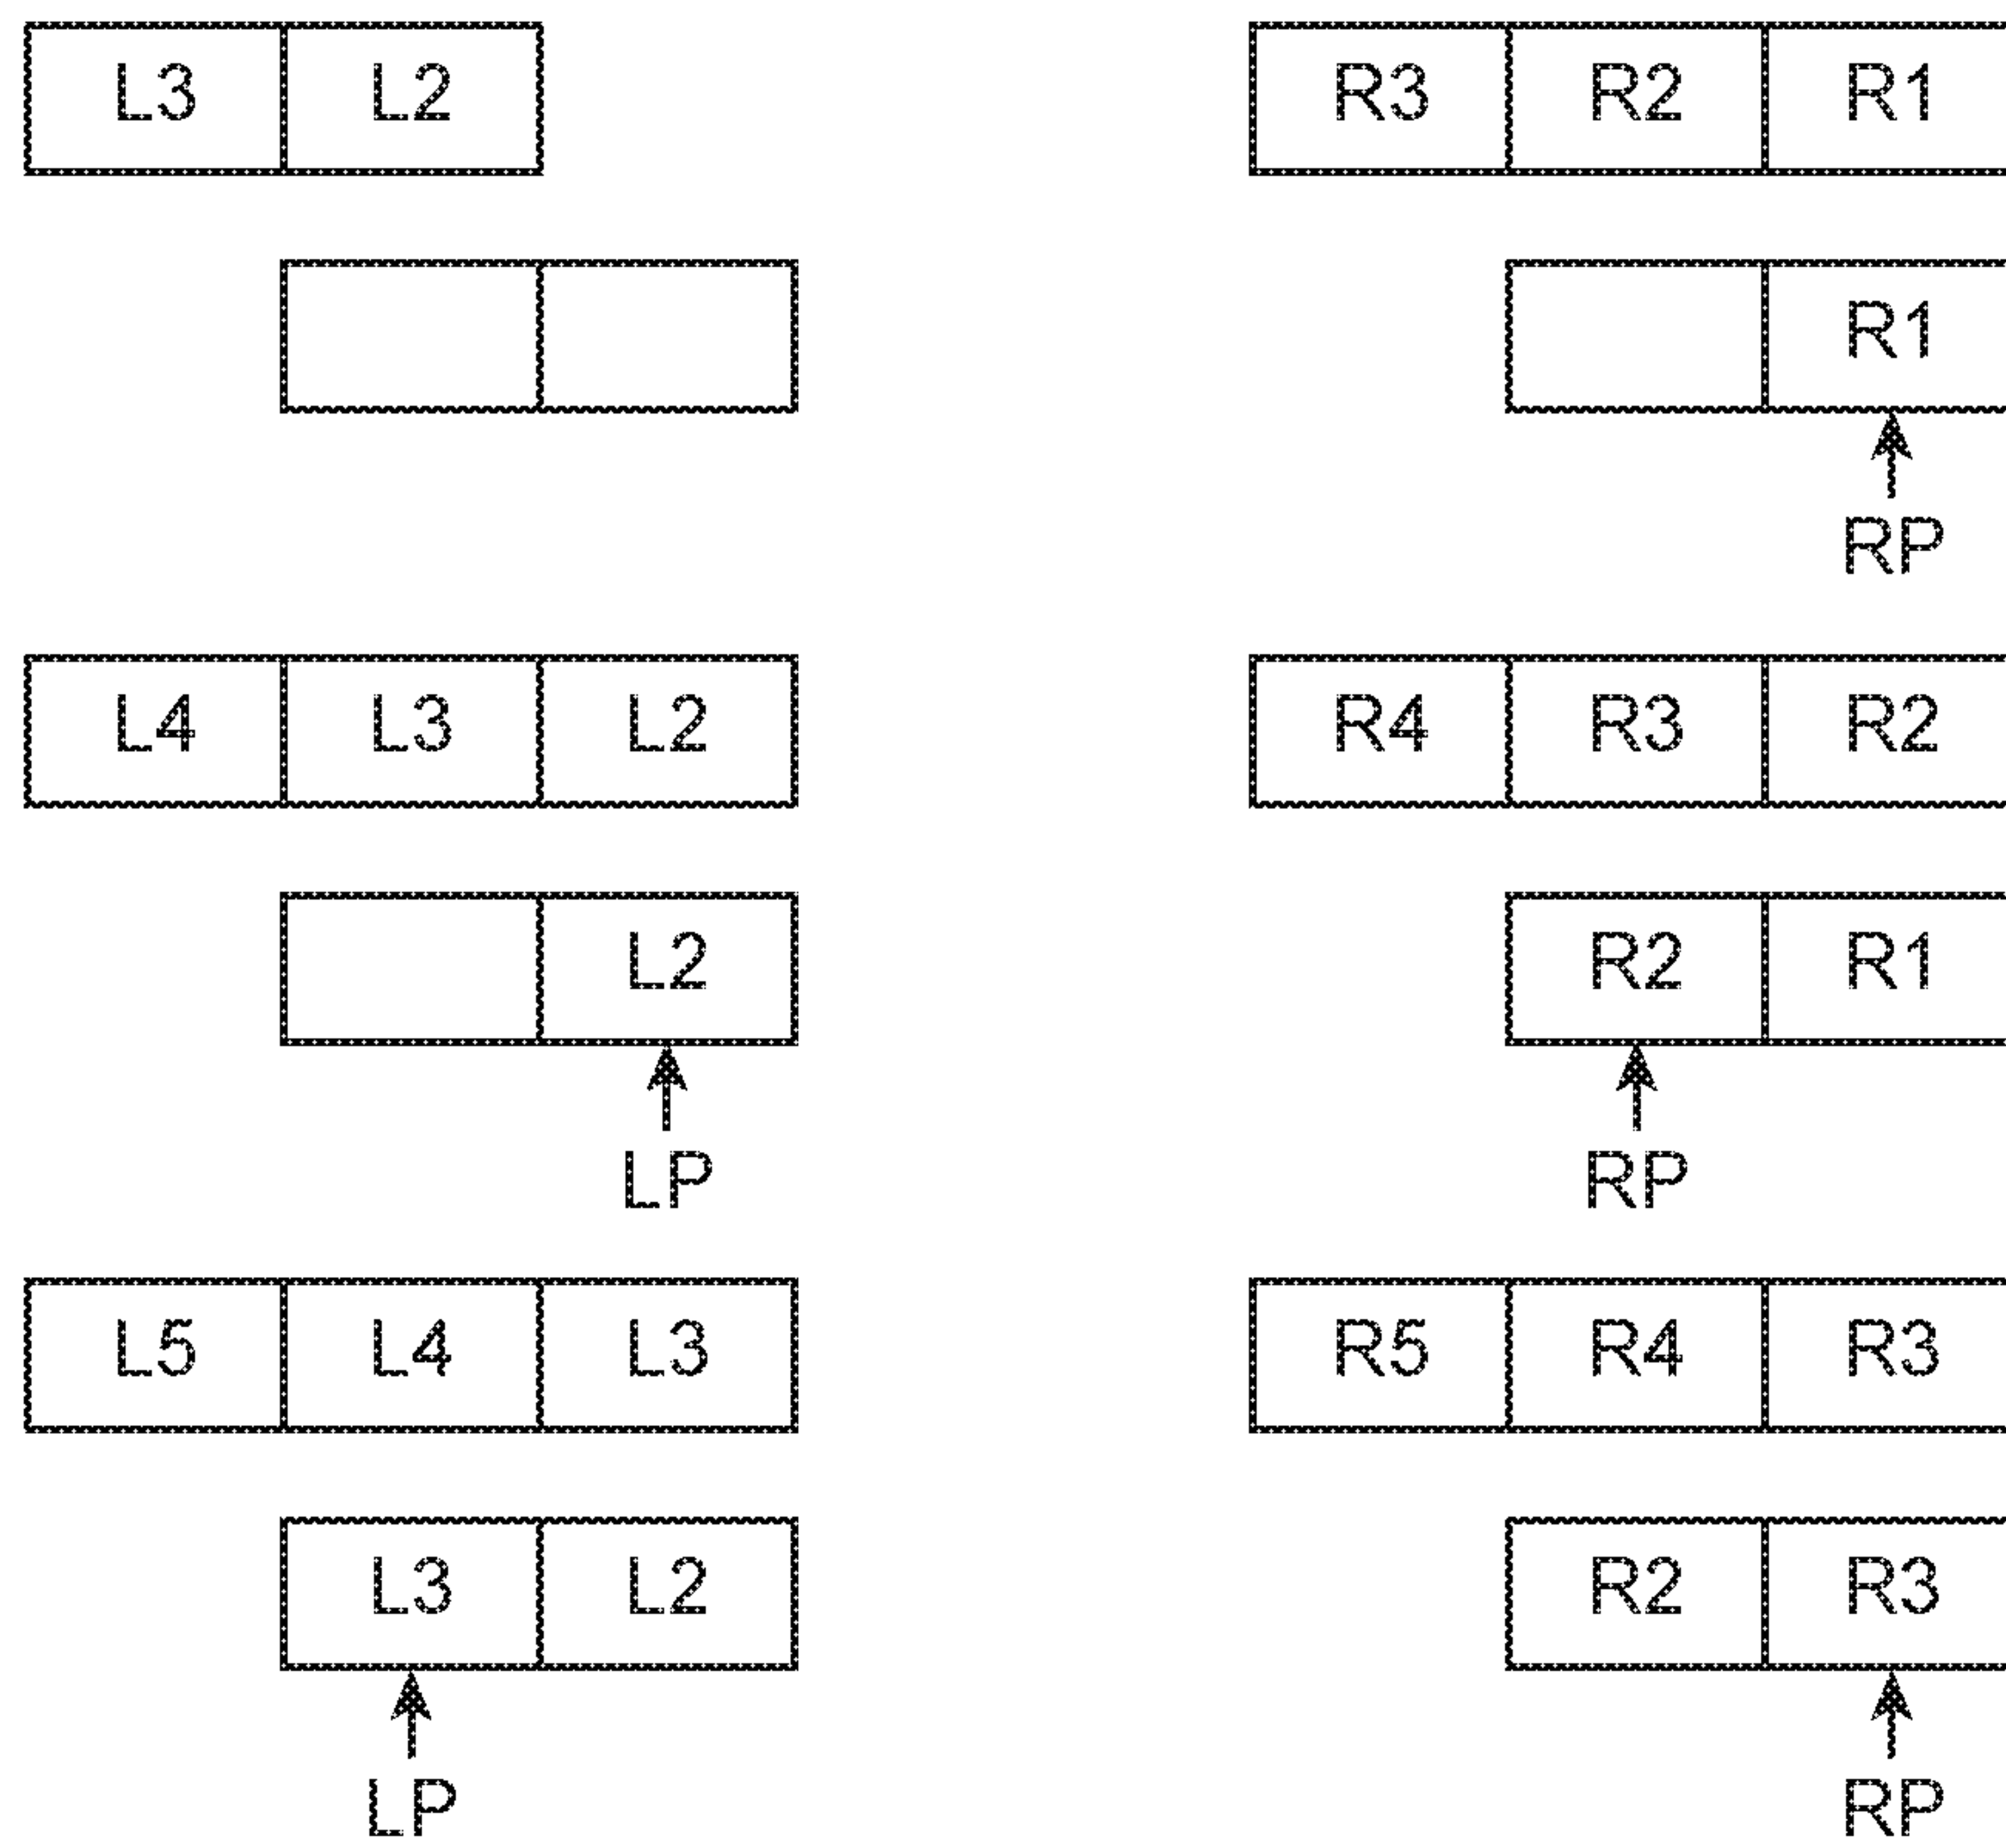 L3 L2 R3 R2 R1
R1
RP
L4 L3 L2 R4 R3 R2
L2 R2 R1
LP RP
L5 L4 L3 R5 R4 R3
L3 L2 R2 R3
LP RP